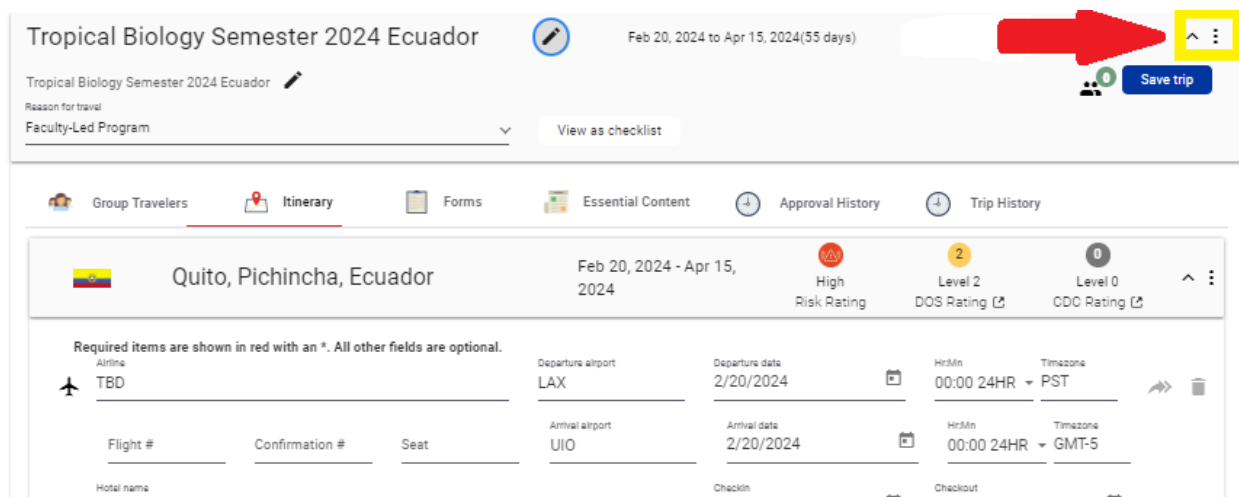 Tropical Biology Semester 2024 Ecuador
Feb 20, 2024 to Apr 15, 2024(55 days)
Tropical Biology Semester 2024 Ecuador
0
Save trip
Reason for travel
Faculty-Led Program
View as checklist
Group Travelers
Itinerary
Forms
Essential Content
Approval History
Trip History
Quito, Pichincha, Ecuador
Feb 20, 2024 - Apr 15,
2024
High
Risk Rating
2
Level 2
DOS Rating
0
Level 0
CDC Rating
Required items are shown in red with an *. All other fields are optional.
Airline
TBD
Departure airport
LAX
Departure date
2/20/2024
Hr:Mn
00:00 24HR
Timezone
PST
Flight #
Confirmation #
Seat
Arrival airport
UIO
Arrival date
2/20/2024
Hr:Mn
00:00 24HR
Timezone
GMT-5
Hotel name
Checkin
Checkout